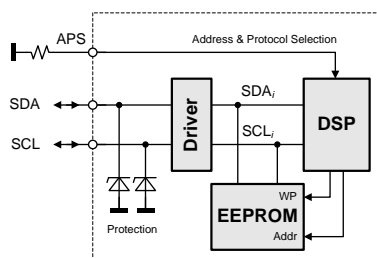 APS
Address & Protocol Selection
SDA
SDAi
Driver
DSP
SCL
SCLi
WP
EEPROM
Protection
Addr